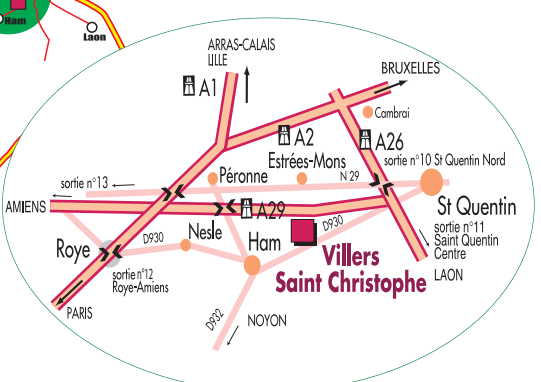 Ham
Laon
ARRAS-CALAIS
LILLE
A1
BRUXELLES
Cambrai
A2
A26
Estrées-Mons
sortie n°10 St Quentin Nord
Péronne
N 29
sortie n°13
AMIENS
A29
St Quentin
D930
sortie n°11
Saint Quentin
Centre
Roye
D930
Nesle
Ham
Villers
Saint Christophe
LAON
sortie n°12
Roye-Amiens
PARIS
D932
NOYON